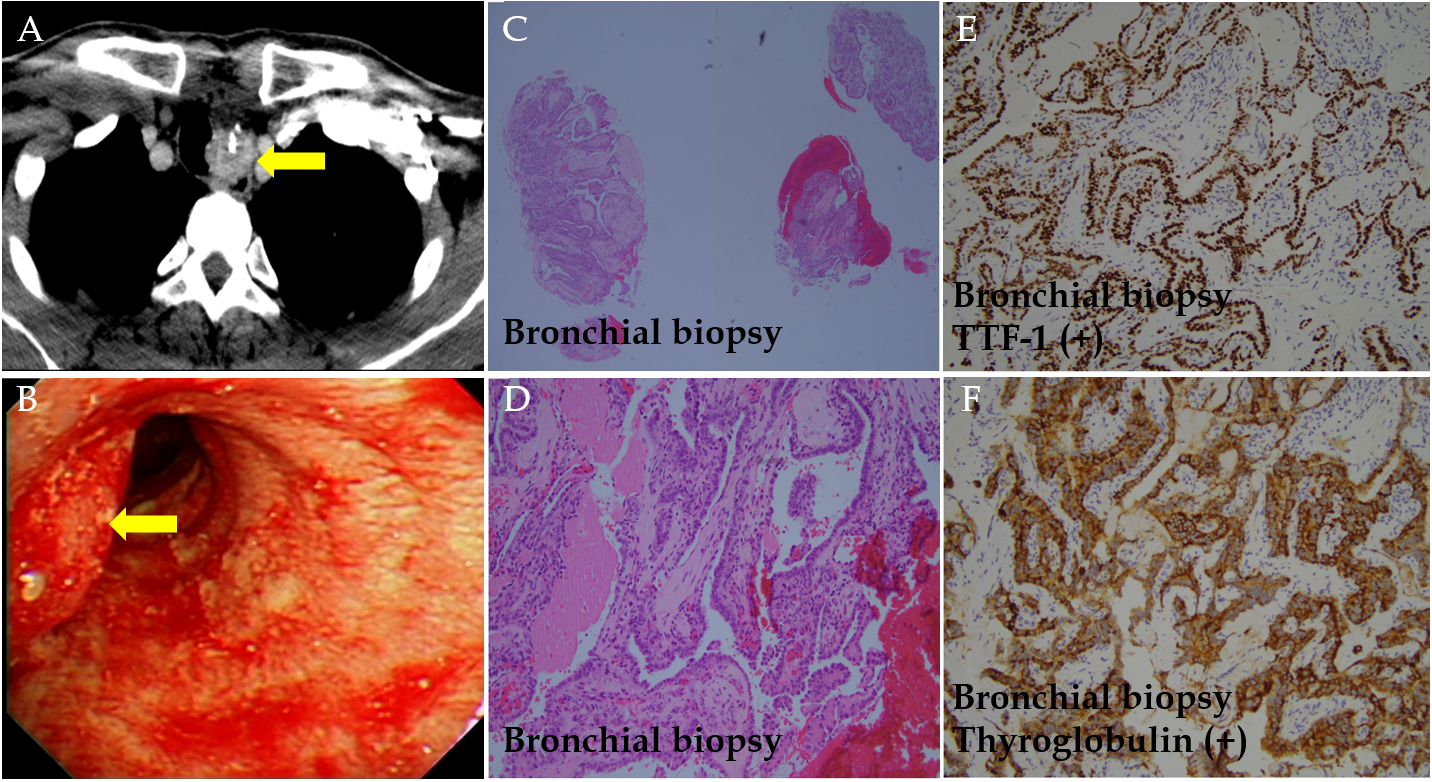 A
B
C
Bronchial biopsy
D
Bronchial biopsy
E
Bronchial biopsy
TTF-1 (+)
F
Bronchial biopsy
Thyroglobulin (+)